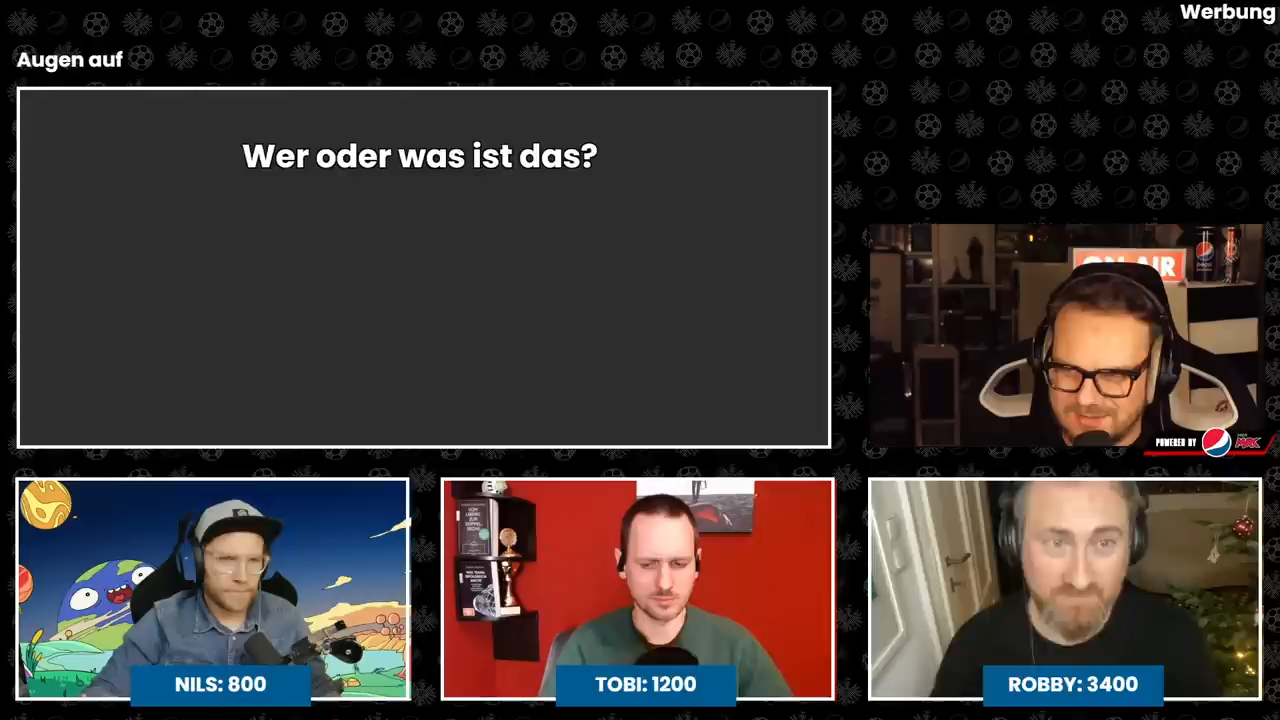 Werbung
Augen auf
Wer oder was ist das?
ON AIR
POWERED BY
NILS: 800
TOBI: 1200
ROBBY: 3400